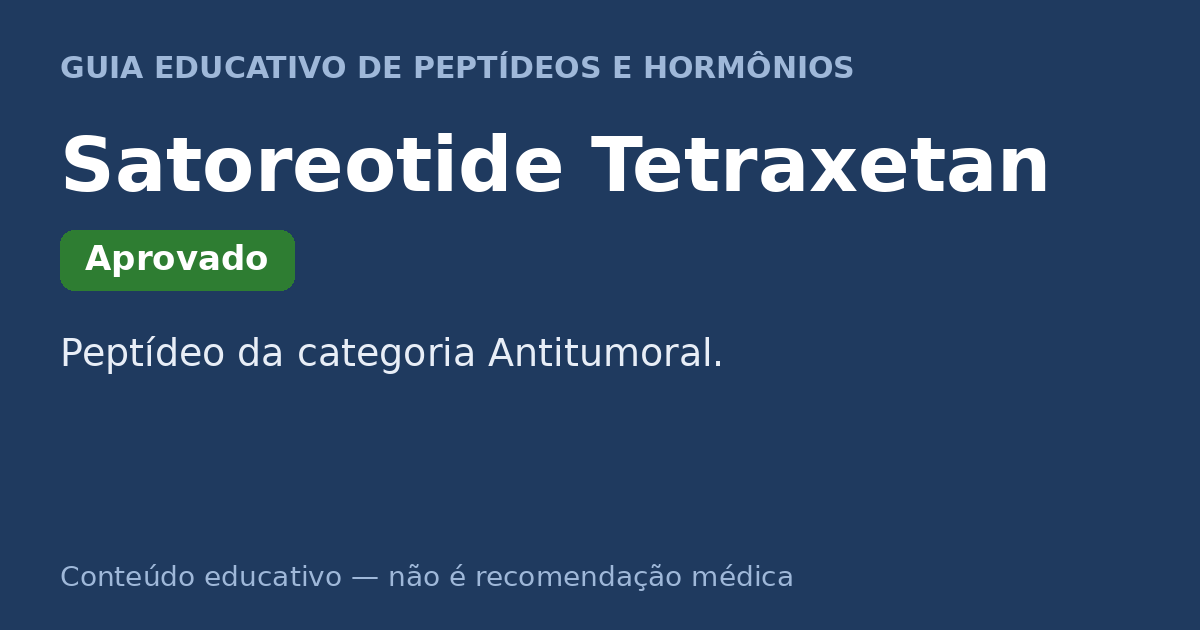 GUIA EDUCATIVO DE PEPTÍDEOS E HORMÔNIOS
Satoreotide Tetraxetan
Aprovado
Peptídeo da categoria Antitumoral.
Conteúdo educativo — não é recomendação médica